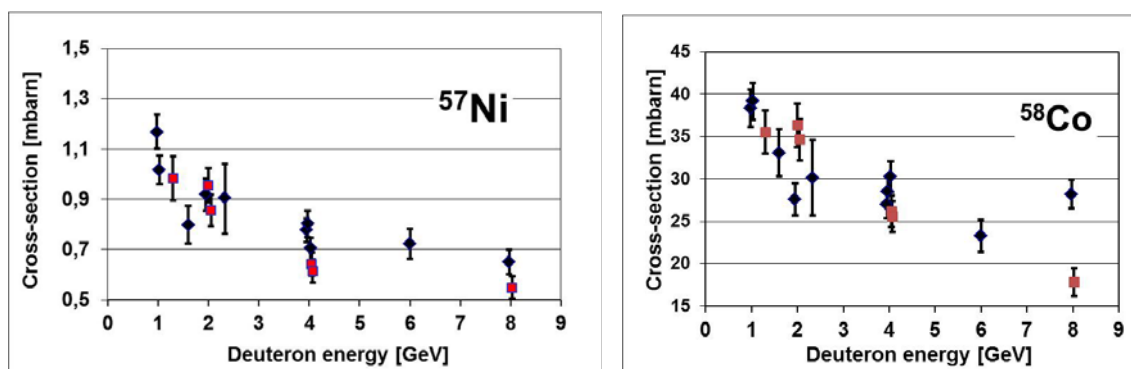 1,5
1,3
1,1
0,9
0,7
0,5
Cross-section [mbarn]
57Ni
0 1 2 3 4 5 6 7 8 9
Deuteron energy [GeV]
45
40
35
30
25
20
15
Cross-section [mbarn]
58Co
0 1 2 3 4 5 6 7 8 9
Deuteron energy [GeV]